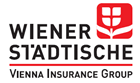 WIENER
STÄDTISCHE
VIENNA INSURANCE GROUP